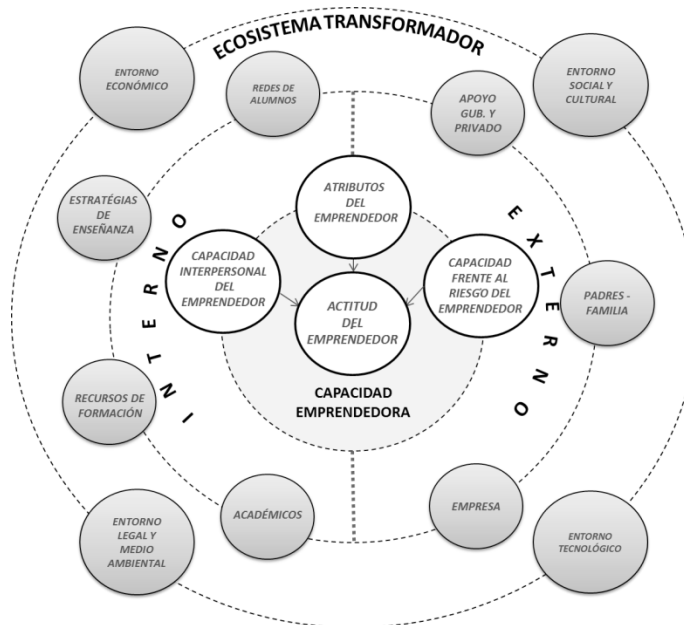 ECOSISTEMA TRANSFORMADOR
ENTORNO
ECONÓMICO
REDES DE
ALUMNOS
APOYO
GUB. Y
PRIVADO
ENTORNO
SOCIAL Y
CULTURAL
ESTRATÉGIAS
DE
ENSEÑANZA
INTERNO
ATRIBUTOS
DEL
EMPRENDEDOR
EXTERNO
CAPACIDAD
INTERPERSONAL
DEL
EMPRENDEDOR
CAPACIDAD
FRENTE AL
RIESGO DEL
EMPRENDEDOR
ACTITUD
DEL
EMPRENDEDOR
PADRES -
FAMILIA
CAPACIDAD
EMPRENDEDORA
RECURSOS DE
FORMACIÓN
ACADÉMICOS
EMPRESA
ENTORNO
LEGAL Y
MEDIO
AMBIENTAL
ENTORNO
TECNOLÓGICO